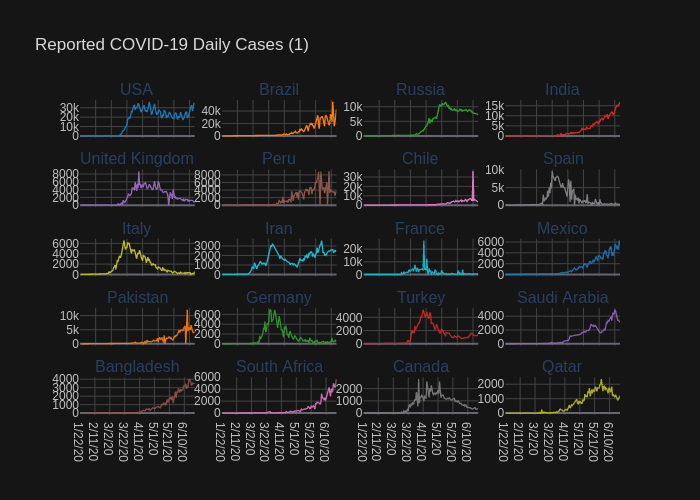 Reported COVID-19 Daily Cases (1)
USA Brazil Russia India
30k 20k 10k 0 40k 20k 0 10k 5k 0 15k 10k 5k 0
United Kingdom Peru Chile Spain
8000 6000 4000 2000 0 8000 6000 4000 2000 0 30k 20k 10k 0 10k 5k 0
Italy Iran France Mexico
6000 4000 2000 0 3000 2000 1000 0 20k 10k 0 6000 4000 2000 0
Pakistan Germany Turkey Saudi Arabia
10k 5k 0 6000 4000 2000 0 4000 2000 0 4000 2000 0
Bangladesh South Africa Canada Qatar
4000 3000 2000 1000 0 6000 4000 2000 0 2000 1000 0 2000 1000 0
1/22/20 2/11/20 3/2/20 3/22/20 4/11/20 5/1/20 5/21/20 6/10/20 1/22/20 2/11/20 3/2/20 3/22/20 4/11/20 5/1/20 5/21/20 6/10/20 1/22/20 2/11/20 3/2/20 3/22/20 4/11/20 5/1/20 5/21/20 6/10/20 1/22/20 2/11/20 3/2/20 3/22/20 4/11/20 5/1/20 5/21/20 6/10/20